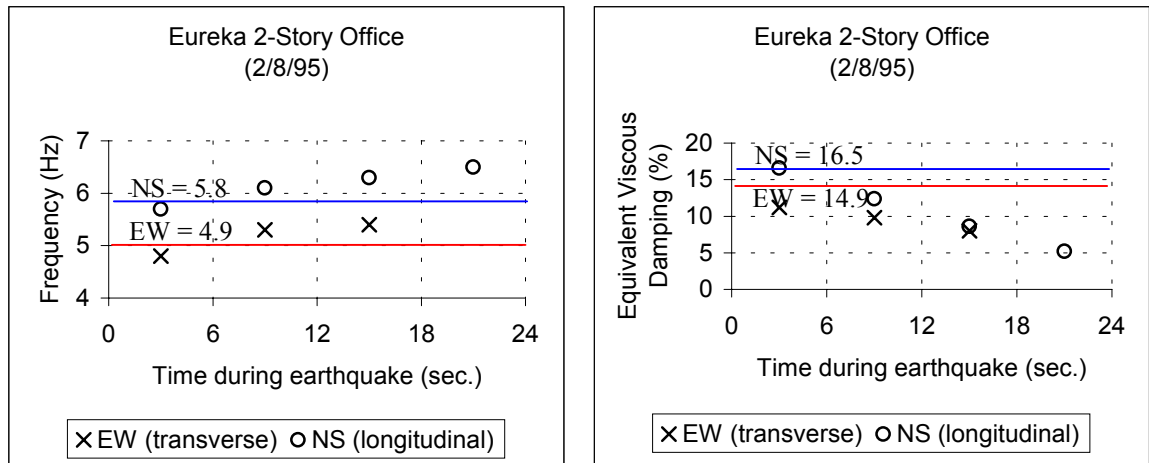 Eureka 2-Story Office
(2/8/95)
Frequency (Hz)
7
6
5
4
NS = 5.8
EW = 4.9
0 6 12 18 24
Time during earthquake (sec.)
EW (transverse) NS (longitudinal)
Eureka 2-Story Office
(2/8/95)
Equivalent Viscous
Damping (%)
20
15
10
5
0
NS = 16.5
EW = 14.9
0 6 12 18 24
Time during earthquake (sec.)
EW (transverse) NS (longitudinal)